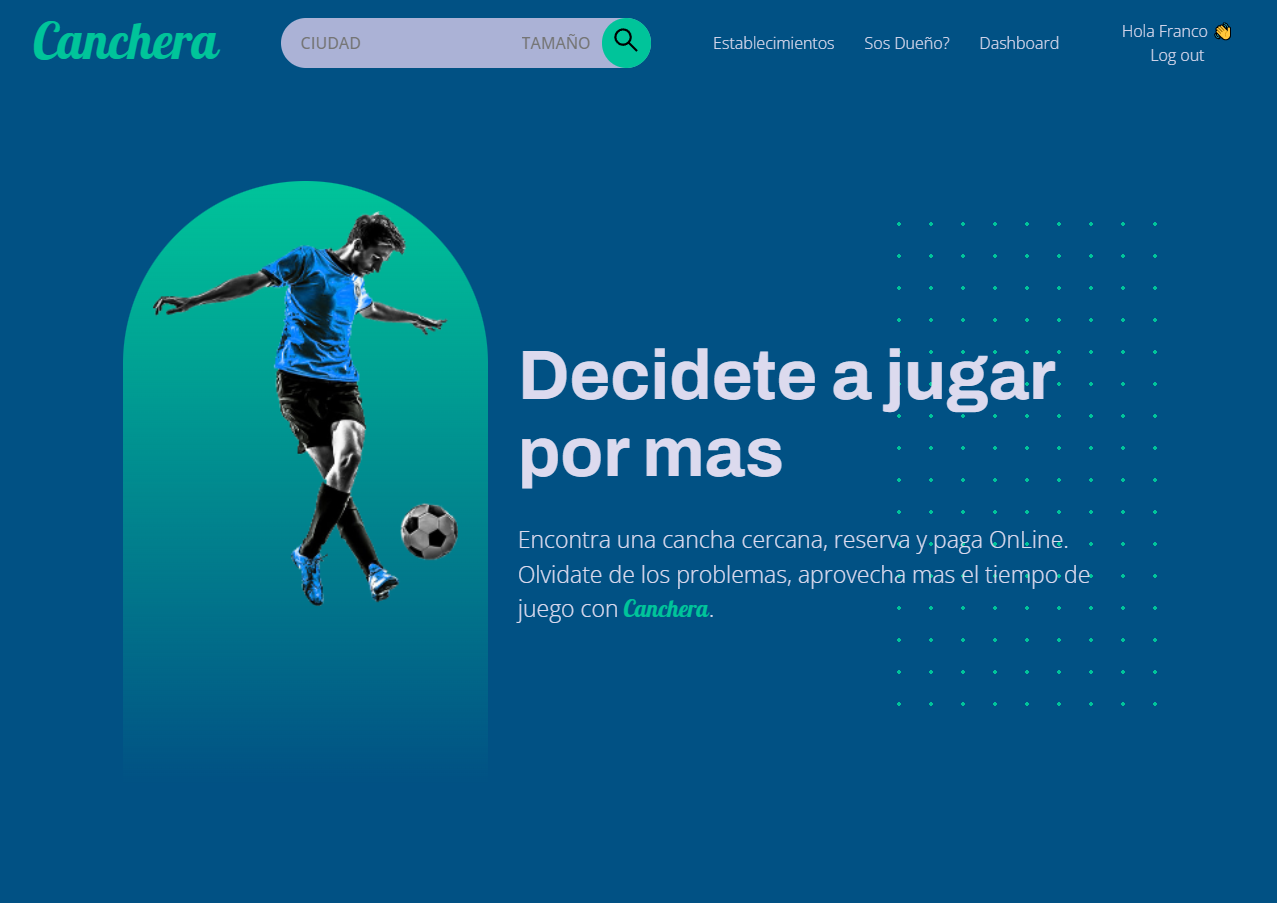 Canchera
CIUDAD
TAMAÑO
Establecimientos
Sos Dueño?
Dashboard
Hola Franco 👋
Log out
Decidete a jugar
por mas
Encontra una cancha cercana, reserva y paga OnLine.
Olvidate de los problemas, aprovecha mas el tiempo de
juego con Canchera.